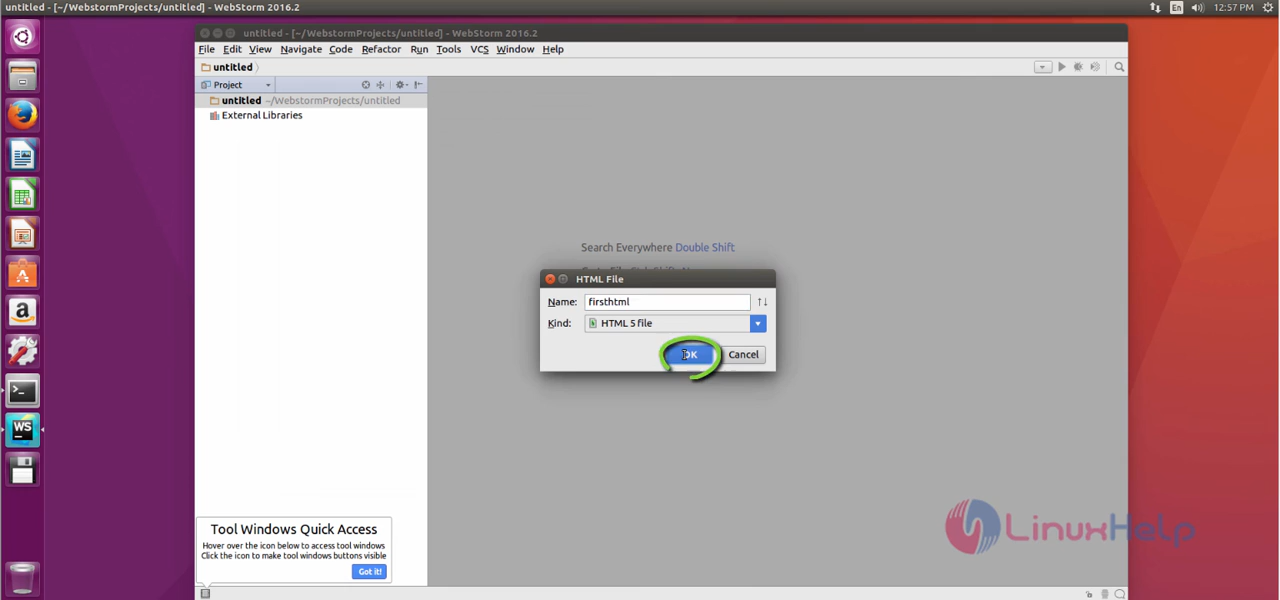 untitled - [~/WebstormProjects/untitled] - WebStorm 2016.2
En
12:57 PM
untitled - [~/WebstormProjects/untitled] - WebStorm 2016.2
File Edit View Navigate Code Refactor Run Tools VCS Window Help
untitled
Project
untitled ~/WebstormProjects/untitled
External Libraries
Search Everywhere Double Shift
HTML File
Name: firsthtml
Kind: HTML 5 file
OK Cancel
WS
Tool Windows Quick Access
Hover over the icon below to access tool windows
Click the icon to make tool windows buttons visible
Got it!
LinuxHelp